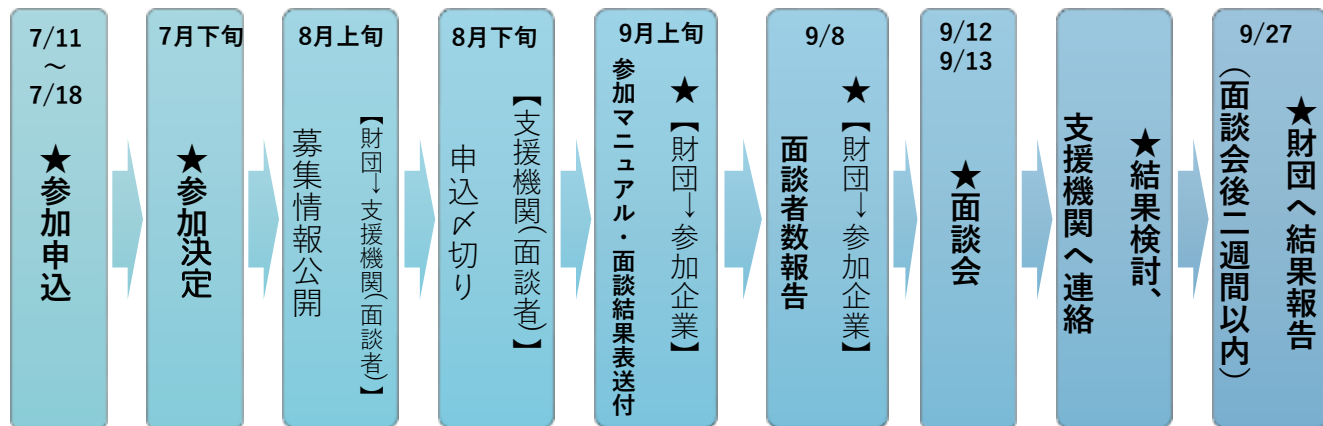 7/11
～
7/18
★参加申込
7月下旬
★参加決定
8月上旬
【財団→支援機関(面談者)】
募集情報公開
8月下旬
【支援機関(面談者)】
申込〆切り
9月上旬
★【財団→参加企業】
参加マニュアル・面談結果表送付
9/8
★【財団→参加企業】
面談者数報告
9/12
9/13
★面談会
★結果検討、
支援機関へ連絡
9/27
★財団へ結果報告
(面談会後二週間以内)